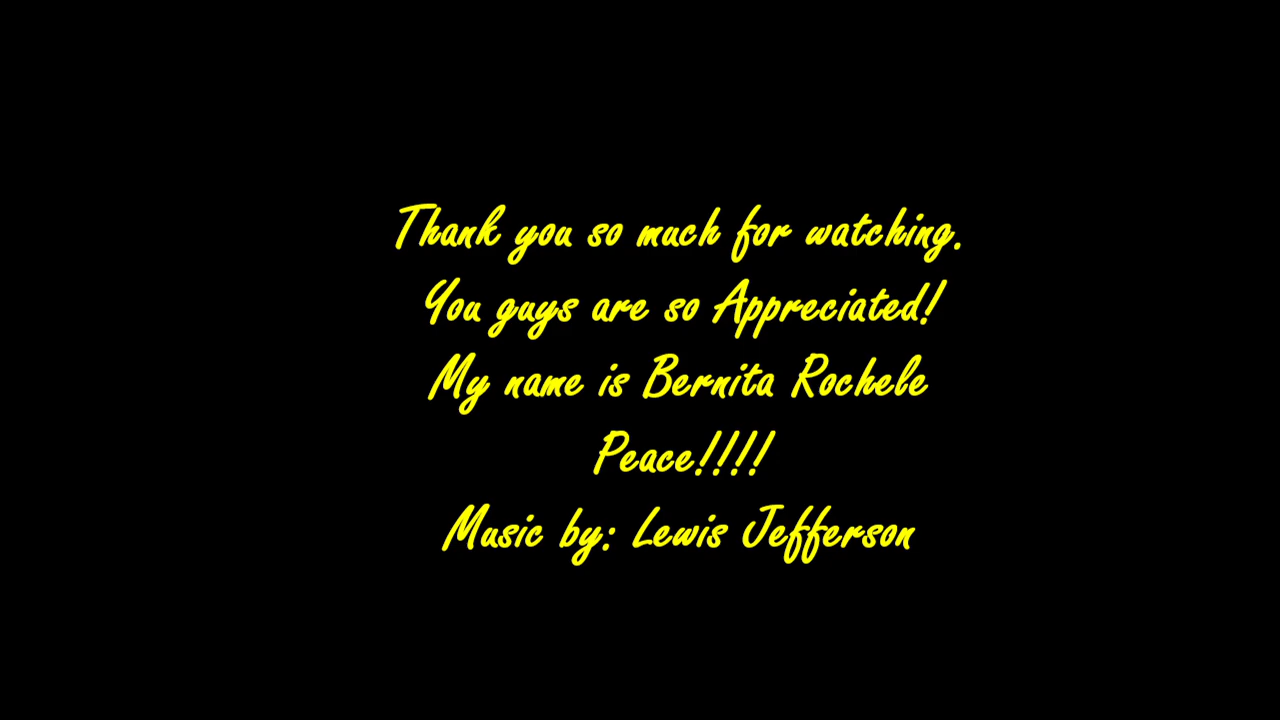 Thank you so much for watching.
You guys are so Appreciated!
My name is Bernita Rochele
Peace!!!!
Music by: Lewis Jefferson